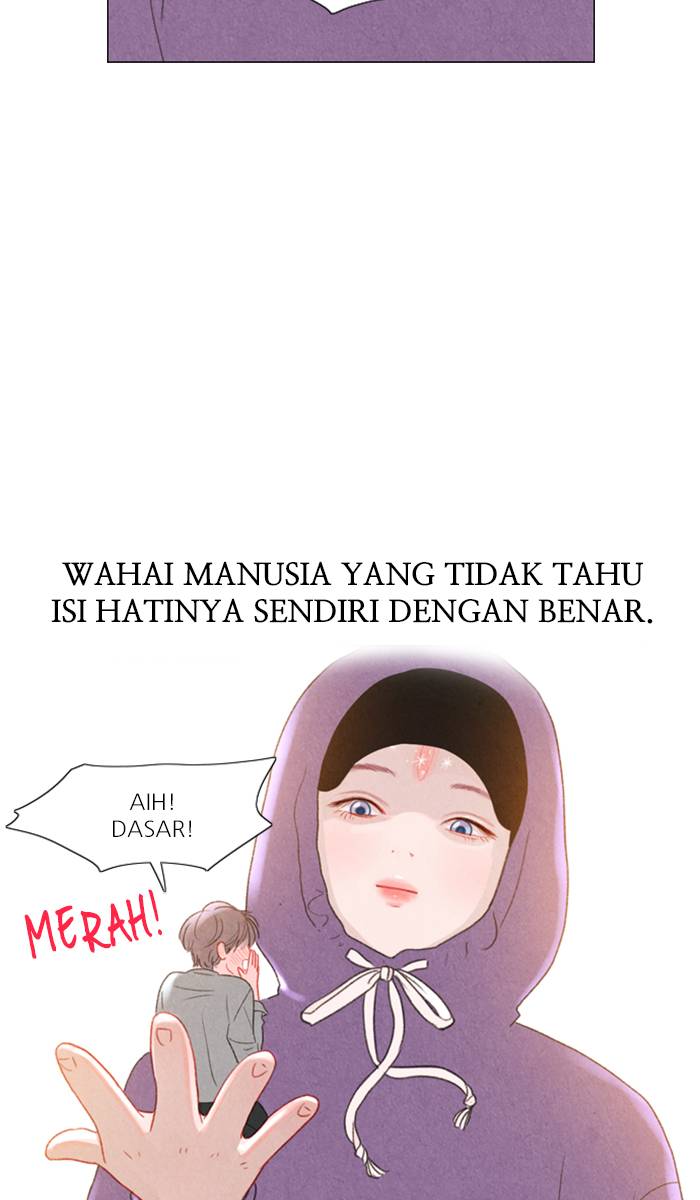 WAHAI MANUSIA YANG TIDAK TAHU
ISI HATINYA SENDIRI DENGAN BENAR.
AIH!
DASAR!
MERAH!